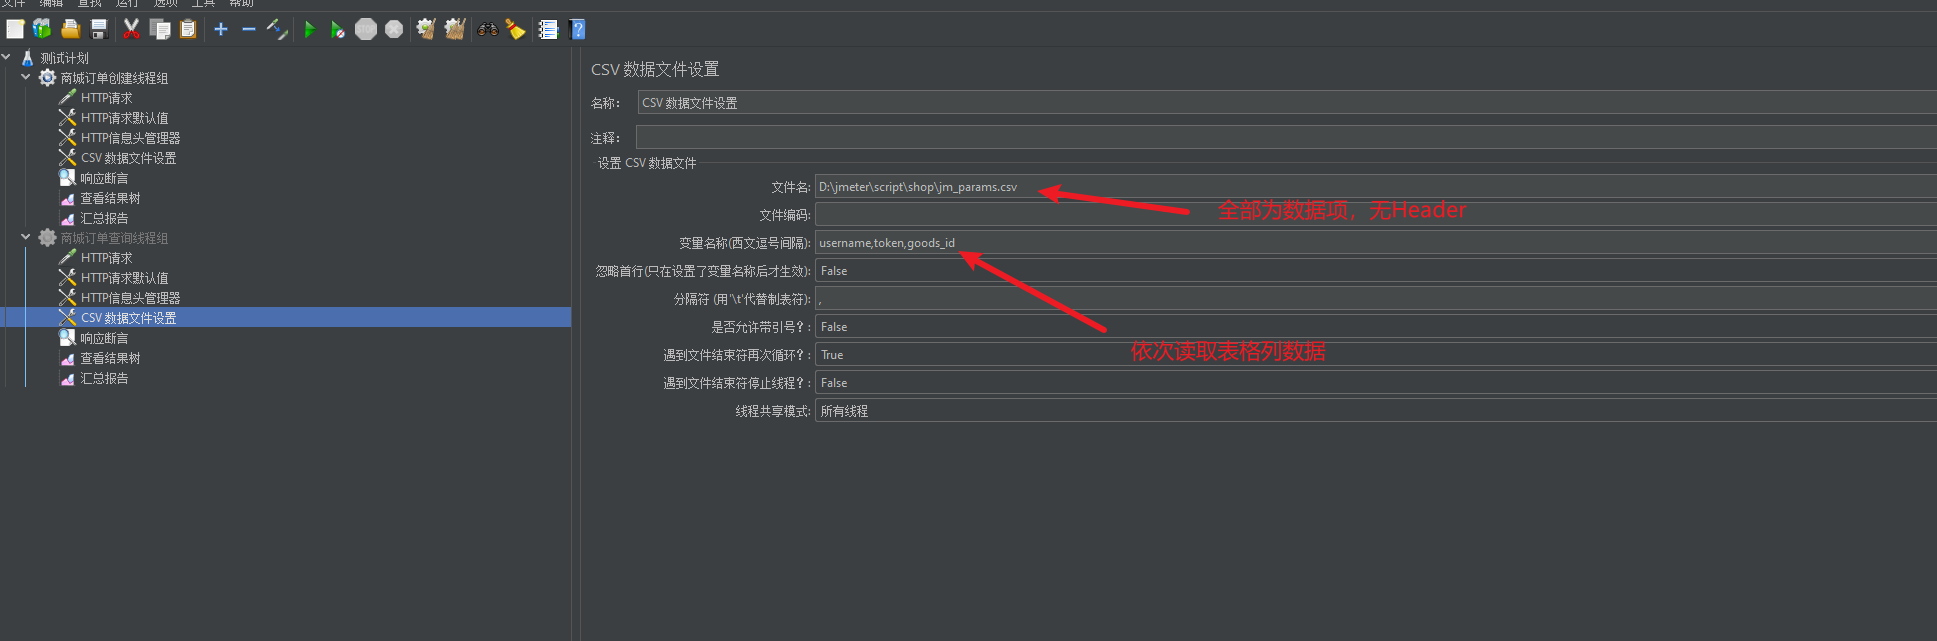 文件 编辑 查找 运行 选项 工具 帮助
测试计划
商城订单创建线程组
HTTP请求
HTTP请求默认值
HTTP信息头管理器
CSV 数据文件设置
响应断言
查看结果树
汇总报告
商城订单查询线程组
HTTP请求
HTTP请求默认值
HTTP信息头管理器
CSV 数据文件设置
响应断言
查看结果树
汇总报告
CSV 数据文件设置
名称： CSV 数据文件设置
注释：
设置 CSV 数据文件
文件名: D:\jmeter\script\shop\jm_params.csv
全部为数据项，无Header
文件编码:
变量名称(西文逗号间隔): username,token,goods_id
忽略首行(只在设置了变量名称后才生效): False
分隔符 (用'\t'代替制表符): ,
是否允许带引号？: False
依次读取表格列数据
遇到文件结束符再次循环？: True
遇到文件结束符停止线程？: False
线程共享模式: 所有线程